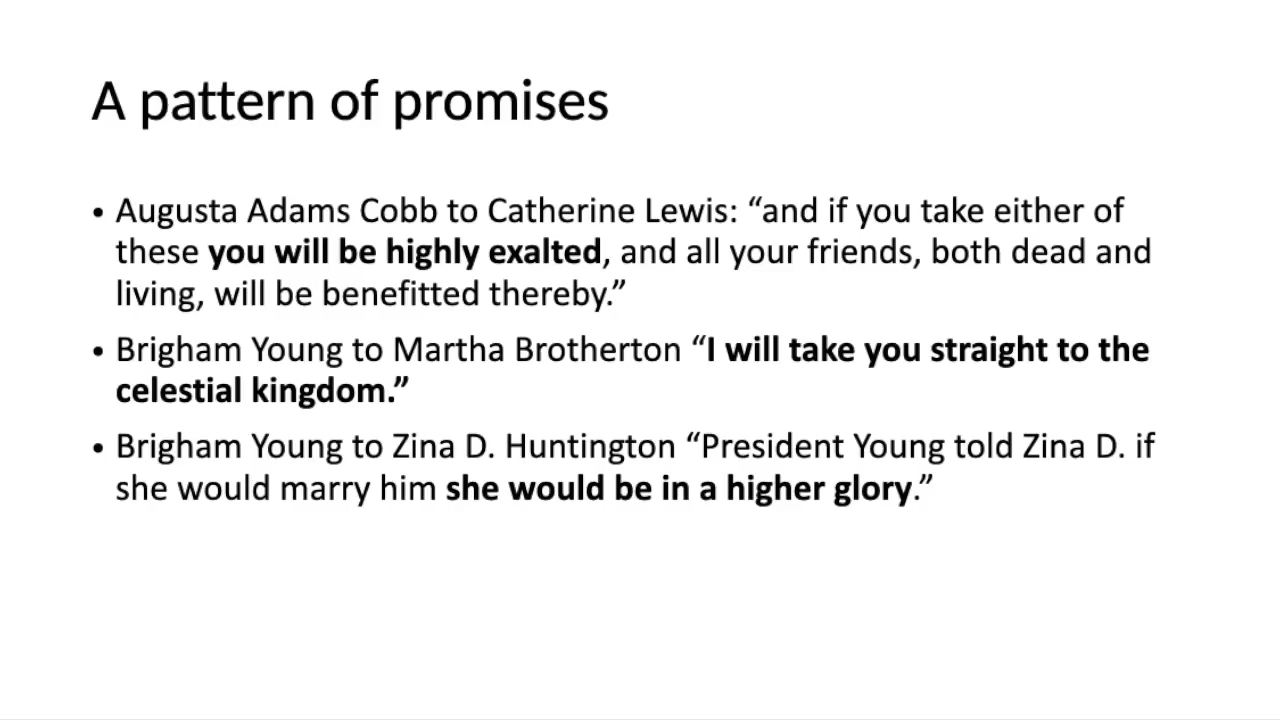 A pattern of promises
• Augusta Adams Cobb to Catherine Lewis: “and if you take either of
these you will be highly exalted, and all your friends, both dead and
living, will be benefitted thereby.”
• Brigham Young to Martha Brotherton “I will take you straight to the
celestial kingdom.”
• Brigham Young to Zina D. Huntington “President Young told Zina D. if
she would marry him she would be in a higher glory.”